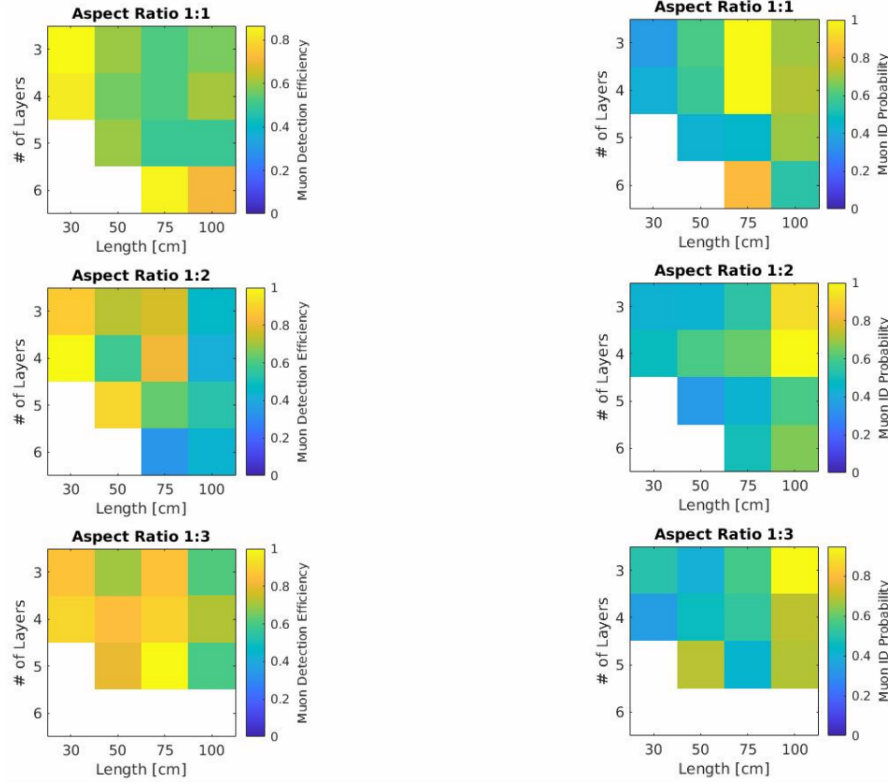 Aspect Ratio 1:1
3
4
5
6
# of Layers
30 50 75 100
Length [cm]
0.8
0.6
0.4
0.2
0
Muon Detection Efficiency
Aspect Ratio 1:1
3
4
5
6
# of Layers
30 50 75 100
Length [cm]
1
0.8
0.6
0.4
0.2
0
Muon ID Probability
Aspect Ratio 1:2
3
4
5
6
# of Layers
30 50 75 100
Length [cm]
1
0.8
0.6
0.4
0.2
0
Muon Detection Efficiency
Aspect Ratio 1:2
3
4
5
6
# of Layers
30 50 75 100
Length [cm]
1
0.8
0.6
0.4
0.2
0
Muon ID Probability
Aspect Ratio 1:3
3
4
5
6
# of Layers
30 50 75 100
Length [cm]
1
0.8
0.6
0.4
0.2
0
Muon Detection Efficiency
Aspect Ratio 1:3
3
4
5
6
# of Layers
30 50 75 100
Length [cm]
0.8
0.6
0.4
0.2
0
Muon ID Probability